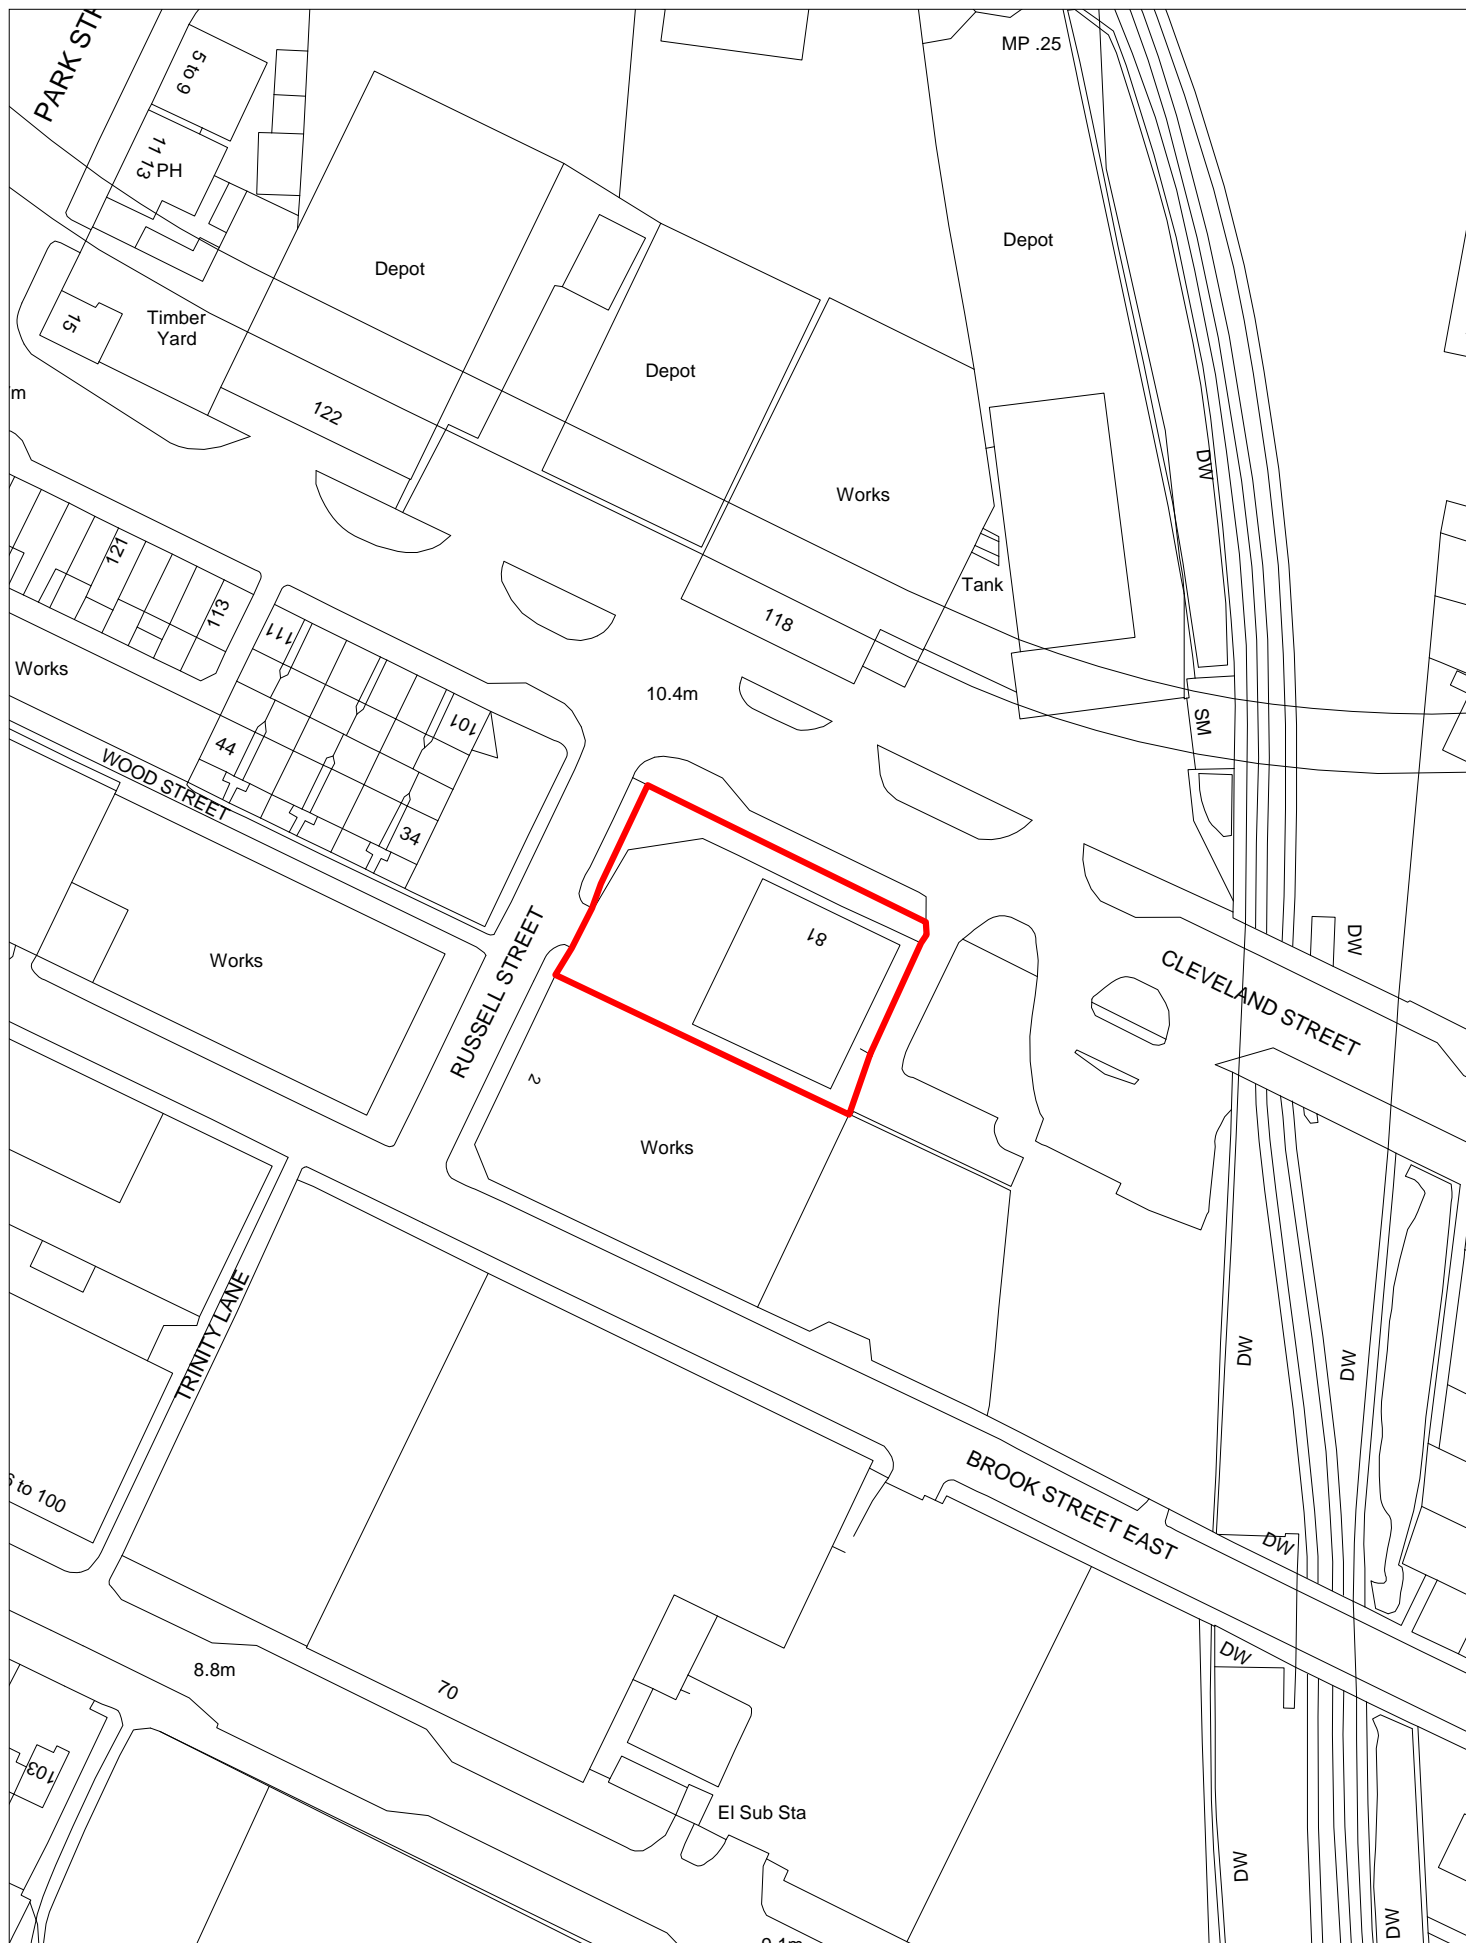 PARK STR
MP .25
5 to 9
11 13
PH
Depot
Depot
Timber
Yard
15
Depot
m
122
DW
Works
121
Tank
113
118
111
Works
10.4m
101
SM
44
WOOD STREET
34
81
DW
RUSSELL STREET
Works
CLEVELAND STREET
2
Works
TRINITY LANE
DW
DW
to 100
BROOK STREET EAST
DW
DW
8.8m
70
103
El Sub Sta
DW
DW
9.1m